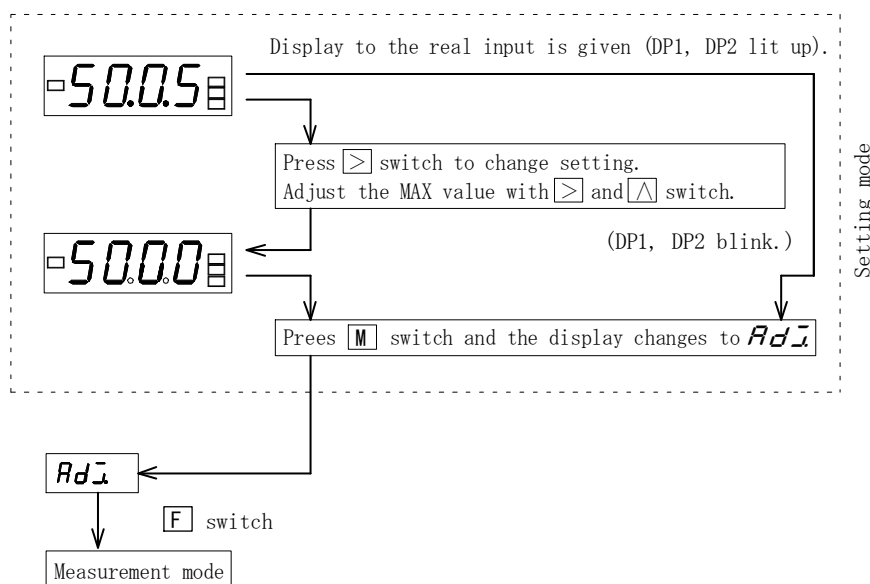 Display to the real input is given (DP1, DP2 lit up).
-50.0.5
Press > switch to change setting.
Adjust the MAX value with > and ∧ switch.
(DP1, DP2 blink.)
-50.0.0
Prees M switch and the display changes to Adj.
Setting mode
Adj.
F switch
Measurement mode